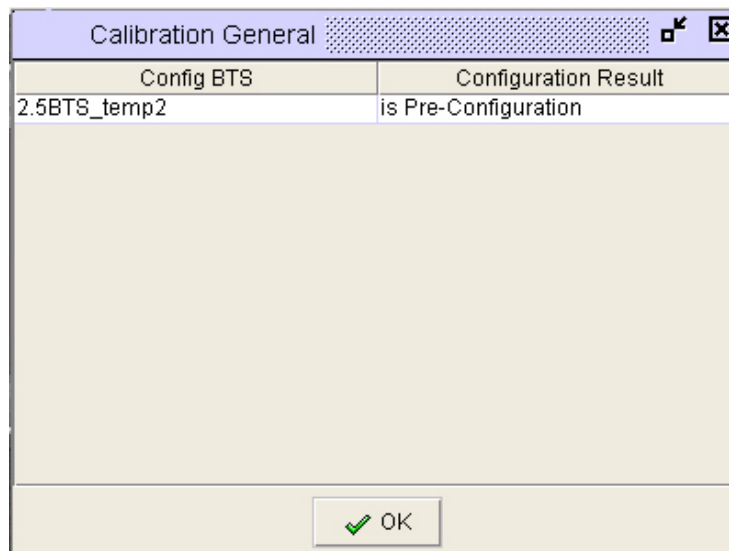 Calibration General
Config BTS Configuration Result
2.5BTS_temp2 is Pre-Configuration
OK